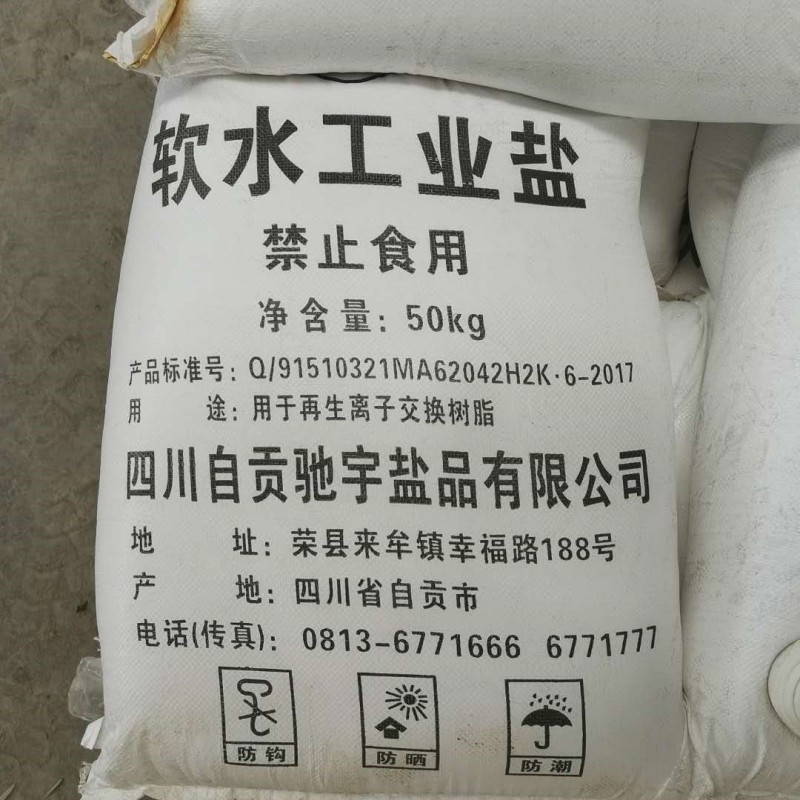 软水工业盐
禁止食用
净含量：50kg
产品标准号：Q/91510321MA62042H2K·6-2017
用 途：用于再生离子交换树脂
四川自贡驰宇盐品有限公司
地 址：荣县来牟镇幸福路188号
产 地：四川省自贡市
电话(传真)：0813-6771666 6771777
防钩 防晒 防潮